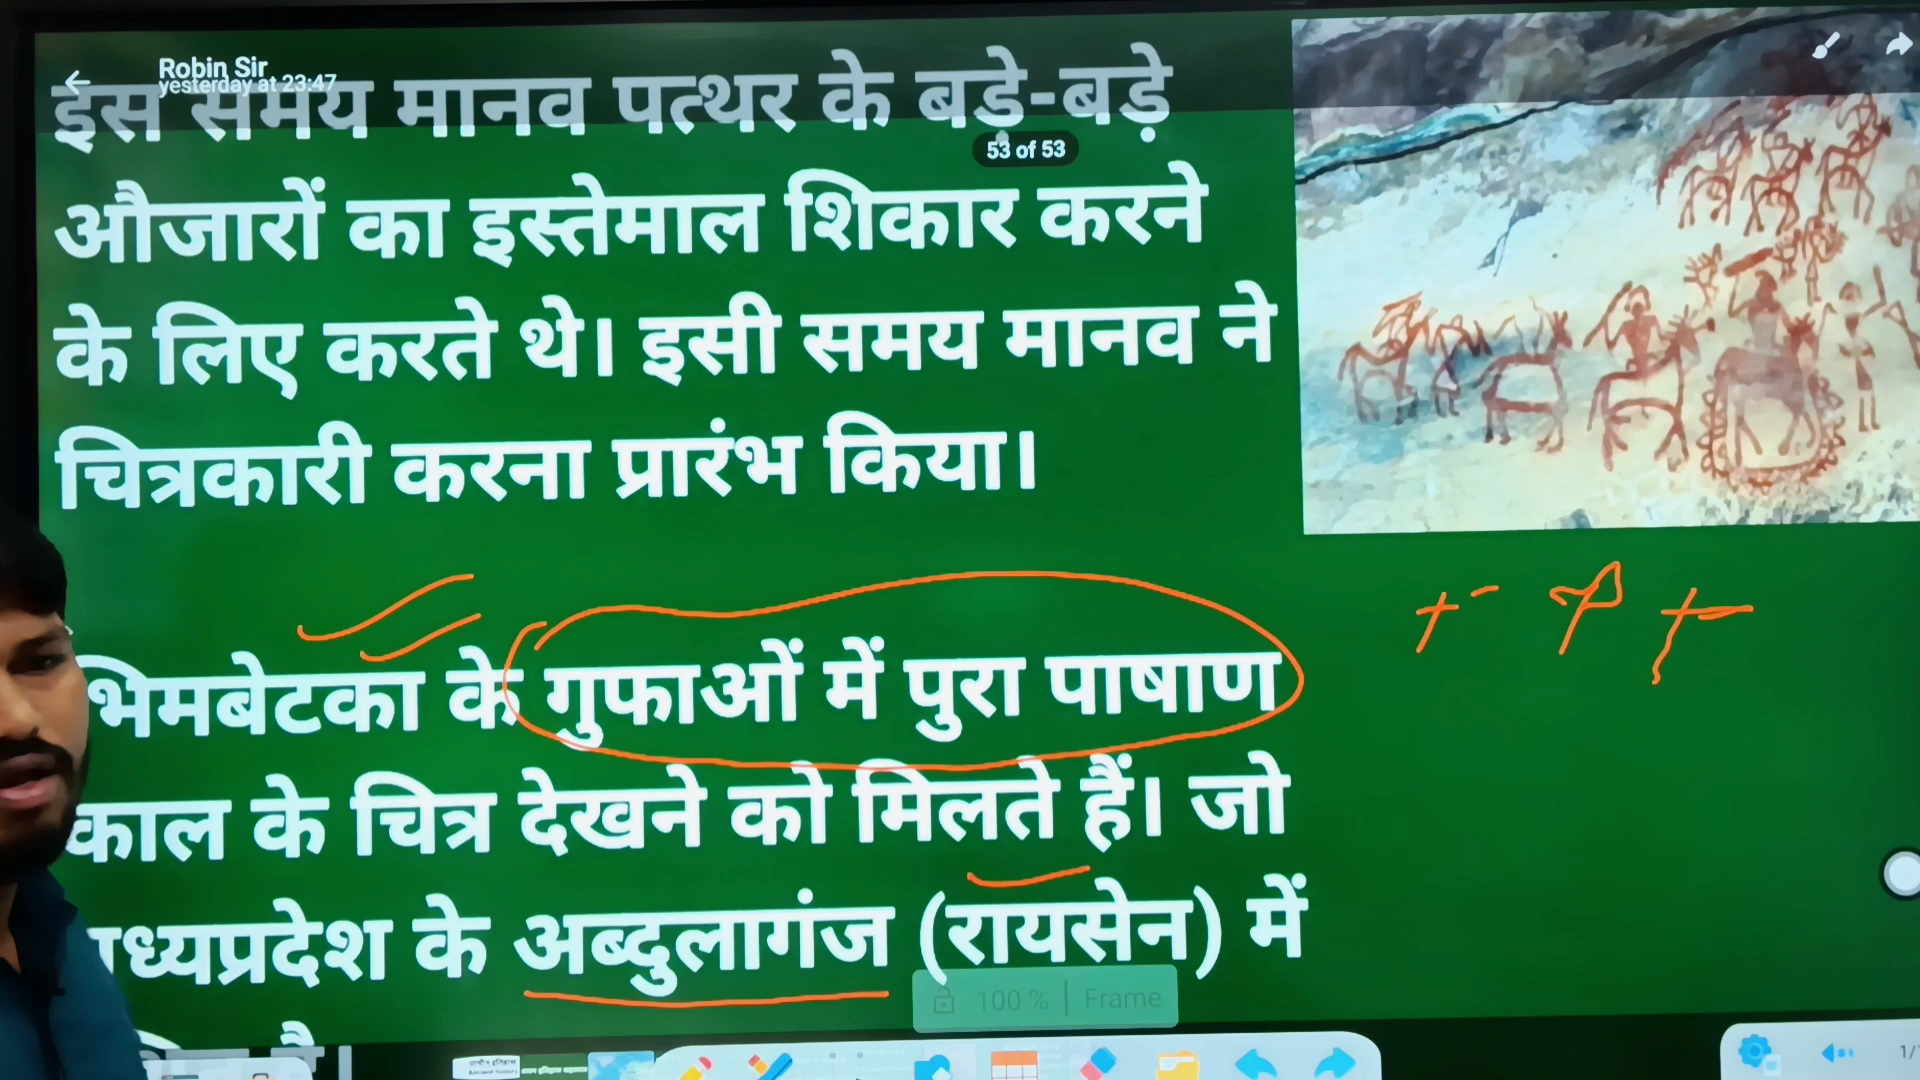 Robin Sir
yesterday at 23:47
इस समय मानव पत्थर के बड़े-बड़े
53 of 53
औजारों का इस्तेमाल शिकार करने
के लिए करते थे। इसी समय मानव ने
चित्रकारी करना प्रारंभ किया।
भिमबेटका के गुफाओं में पुरा पाषाण
काल के चित्र देखने को मिलते हैं। जो
मध्यप्रदेश के अब्दुलागंज (रायसेन) में
100 % | Frame